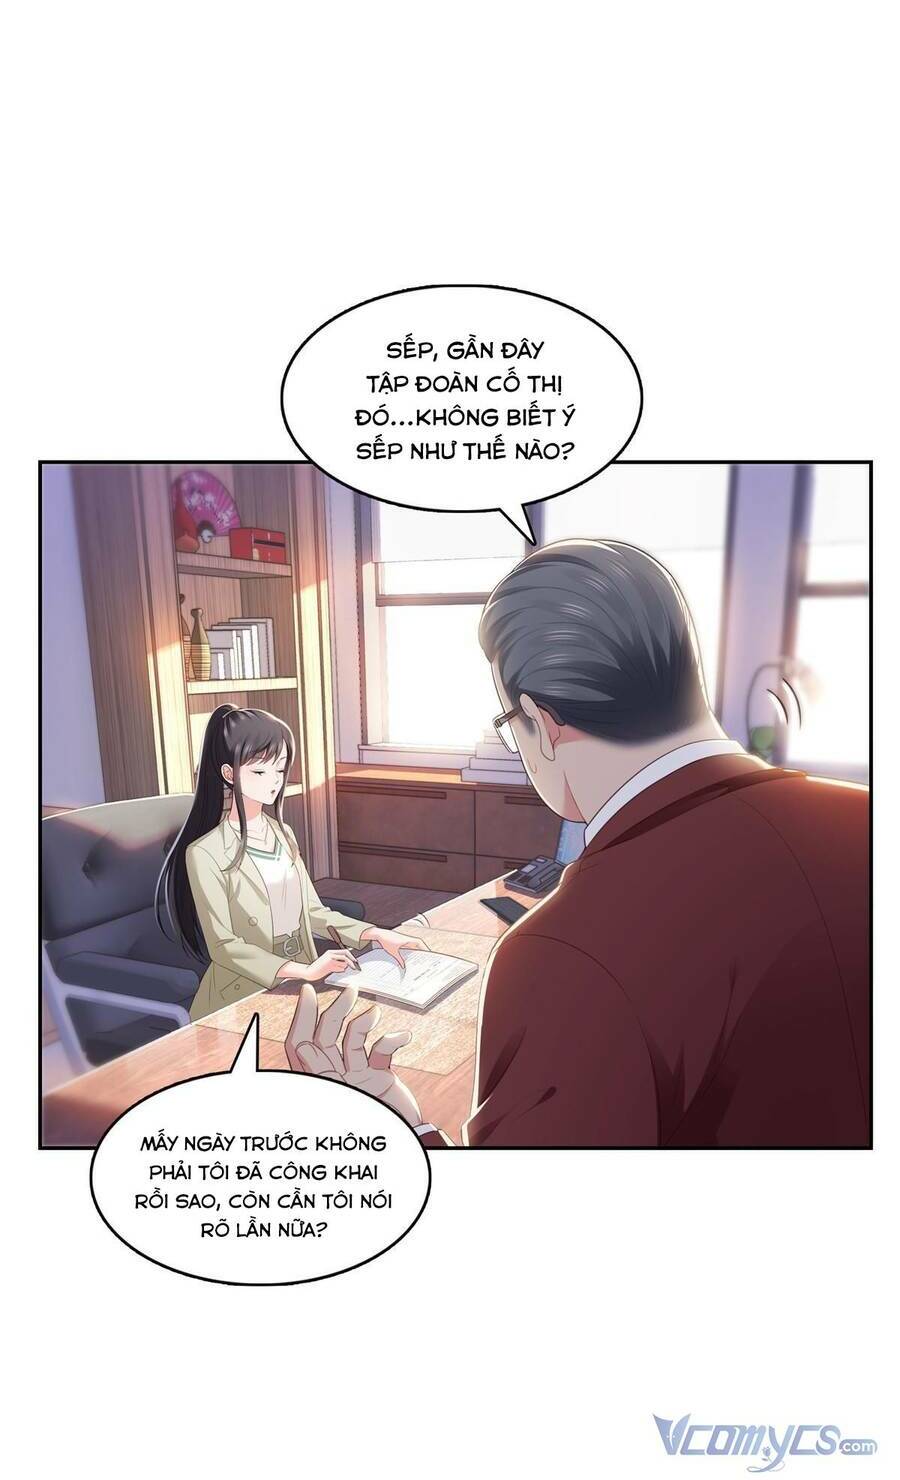 SẾP, GẦN ĐÂY
TẬP ĐOÀN CỐ THỊ
ĐÓ...KHÔNG BIẾT Ý
SẾP NHƯ THẾ NÀO?
MẤY NGÀY TRƯỚC KHÔNG
PHẢI TÔI ĐÃ CÔNG KHAI
RỒI SAO, CÒN CẦN TÔI NÓI
RÕ LẦN NỮA?
VCOMYCS.com